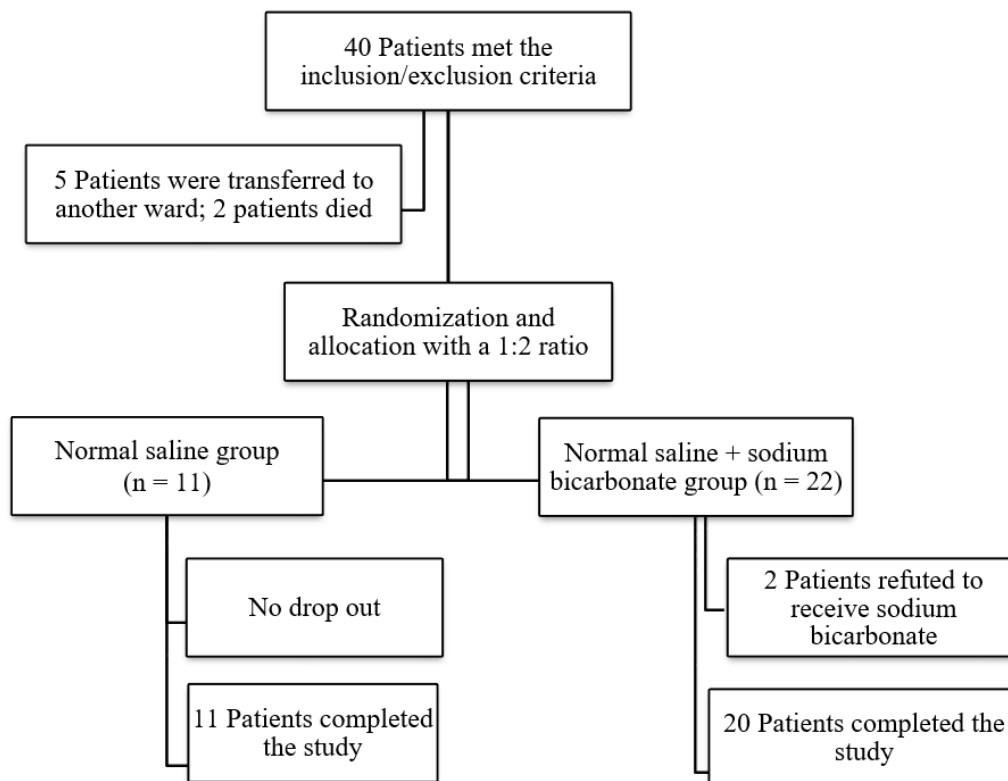 40 Patients met the
inclusion/exclusion criteria
5 Patients were transferred to
another ward; 2 patients died
Randomization and
allocation with a 1:2 ratio
Normal saline group
(n = 11)
Normal saline + sodium
bicarbonate group (n = 22)
No drop out
2 Patients refuted to
receive sodium
bicarbonate
11 Patients completed
the study
20 Patients completed the
study